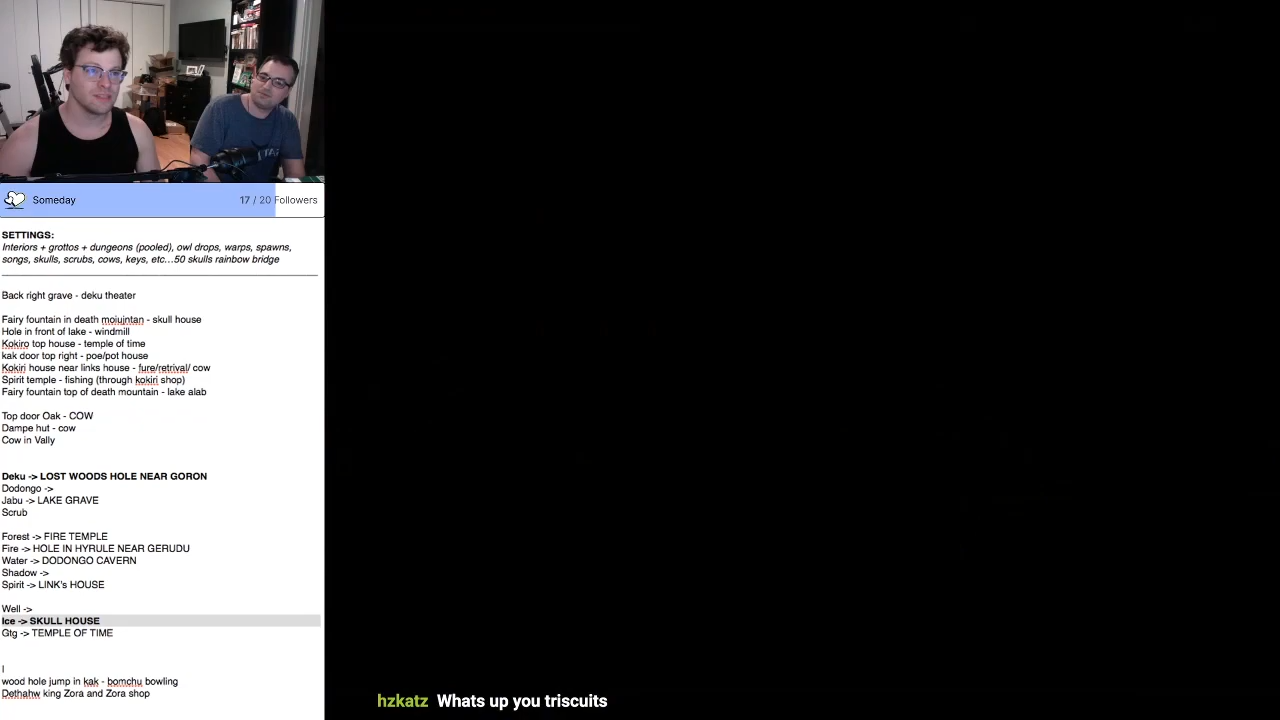 Someday 17 / 20 Followers
SETTINGS:
Interiors + grottos + dungeons (pooled), owl drops, warps, spawns,
songs, skulls, scrubs, cows, keys, etc...50 skulls rainbow bridge
Back right grave - deku theater
Fairy fountain in death moiujntan - skull house
Hole in front of lake - windmill
Kokiro top house - temple of time
kak door top right - poe/pot house
Kokiri house near links house - fure/retrival/ cow
Spirit temple - fishing (through kokiri shop)
Fairy fountain top of death mountain - lake alab
Top door Oak - COW
Dampe hut - cow
Cow in Vally
Deku -> LOST WOODS HOLE NEAR GORON
Dodongo ->
Jabu -> LAKE GRAVE
Scrub
Forest -> FIRE TEMPLE
Fire -> HOLE IN HYRULE NEAR GERUDU
Water -> DODONGO CAVERN
Shadow ->
Spirit -> LINK's HOUSE
Well ->
Ice -> SKULL HOUSE
Gtg -> TEMPLE OF TIME
I
wood hole jump in kak - bomchu bowling
Dethahw king Zora and Zora shop
hzkatz Whats up you triscuits